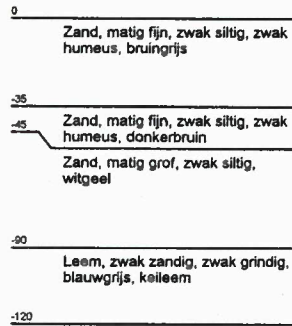 0
Zand, matig fijn, zwak siltig, zwak
humeus, bruingrijs
-35
Zand, matig fijn, zwak siltig, zwak
humeus, donkerbruin
-45
Zand, matig grof, zwak siltig,
witgeel
-90
Leem, zwak zandig, zwak grindig,
blauwgrijs, keileem
-120